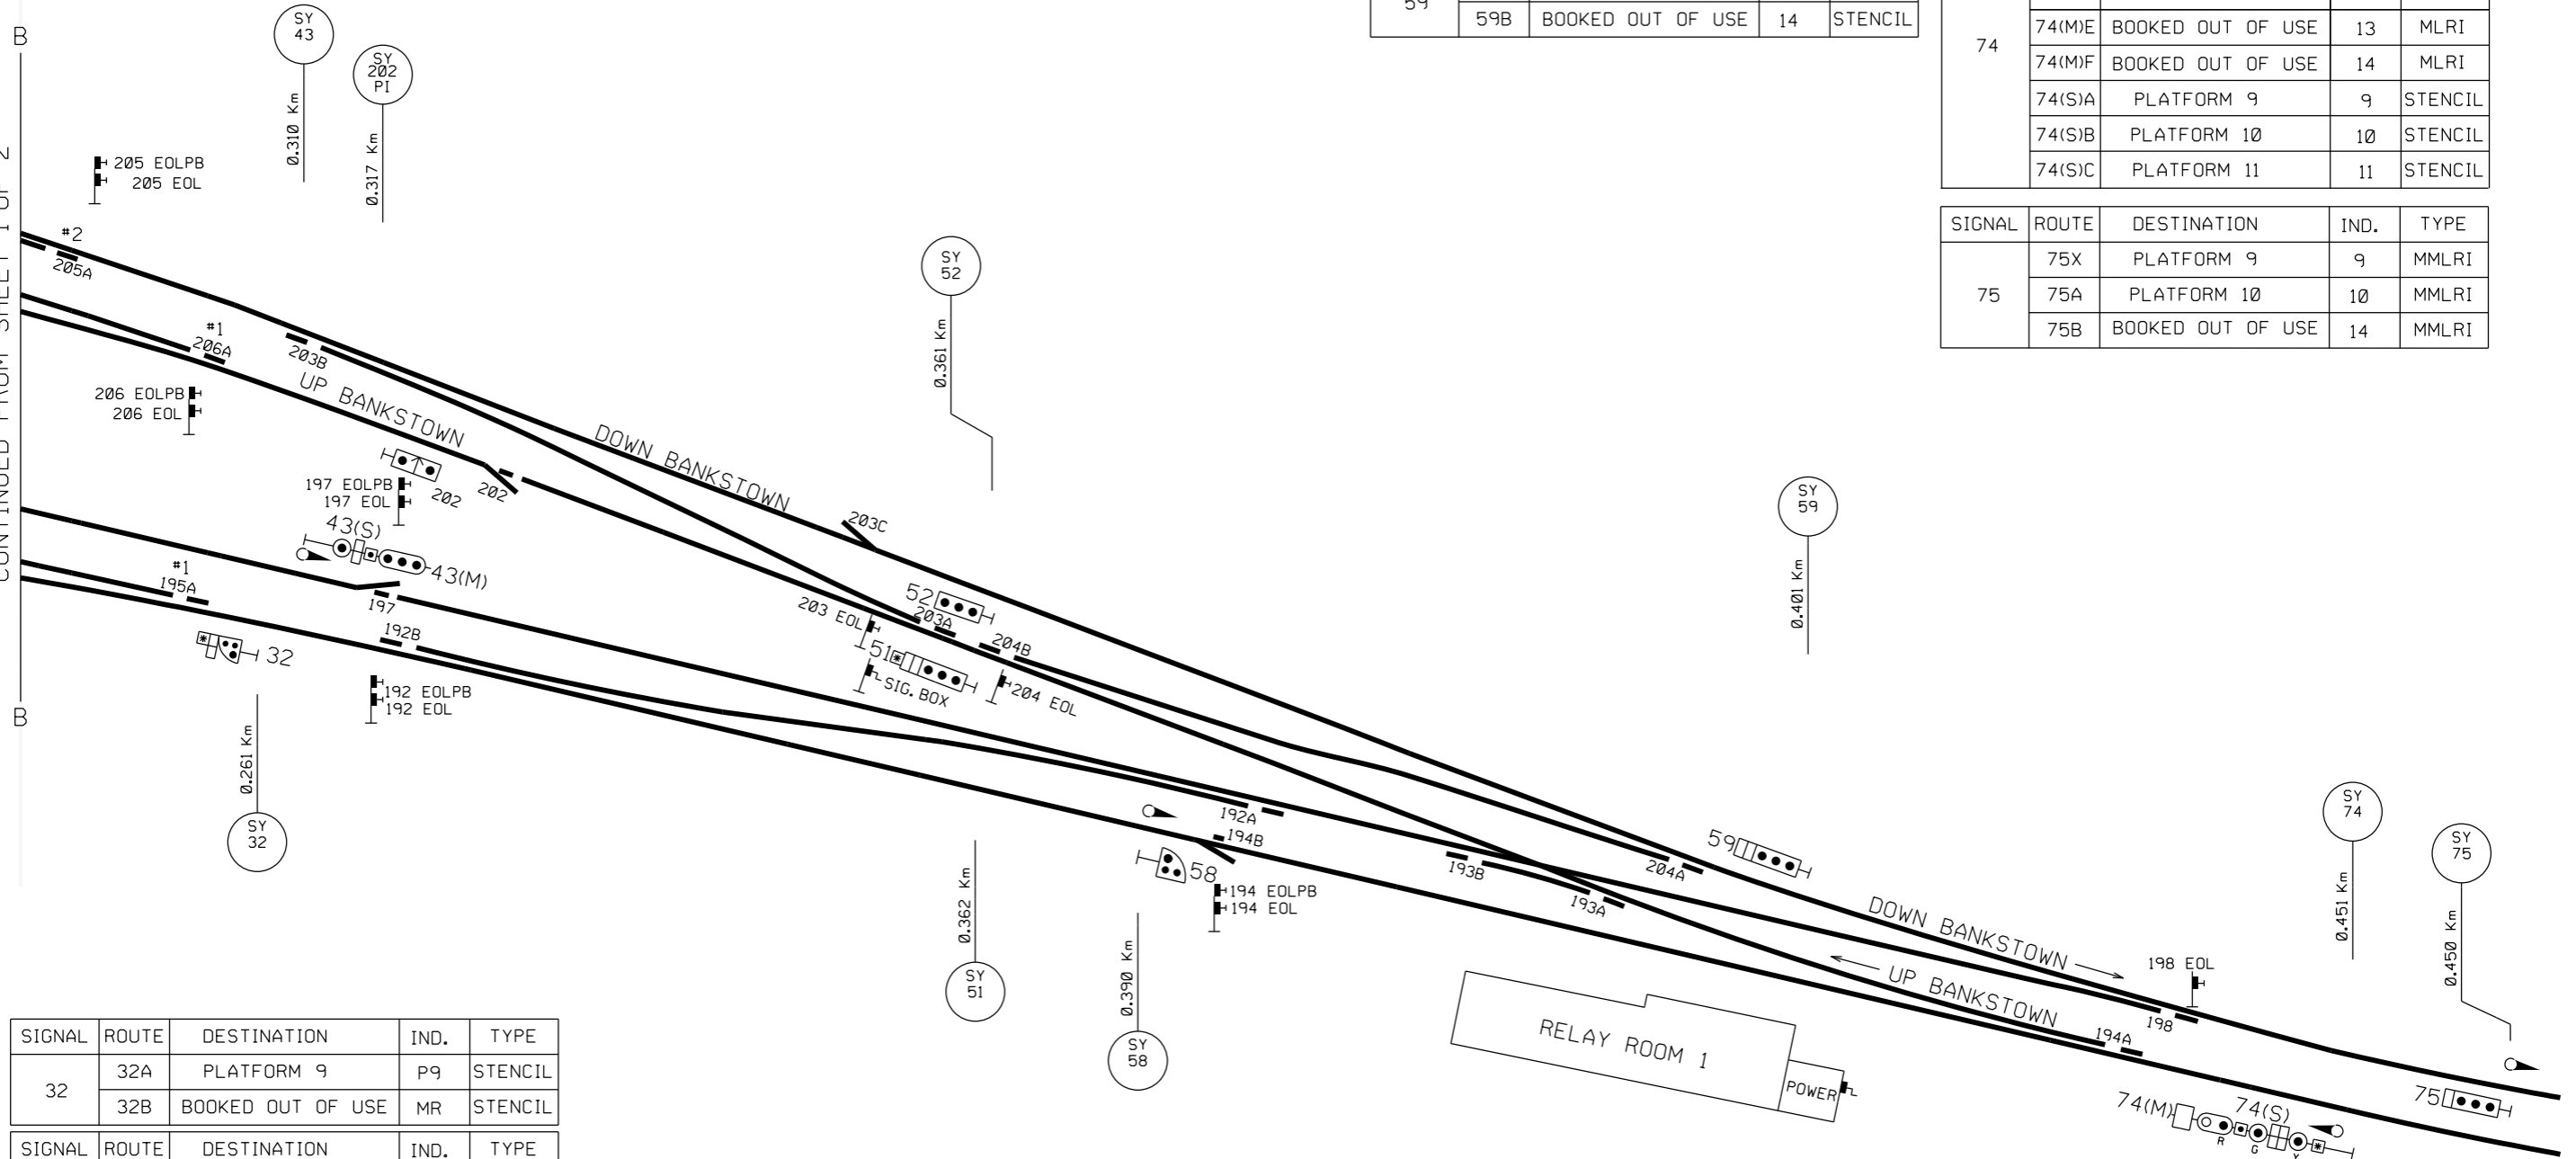 59
59B BOOKED OUT OF USE 14 STENCIL
74
74(M)E BOOKED OUT OF USE 13 MLRI
74(M)F BOOKED OUT OF USE 14 MLRI
74(S)A PLATFORM 9 9 STENCIL
74(S)B PLATFORM 10 10 STENCIL
74(S)C PLATFORM 11 11 STENCIL
SIGNAL ROUTE DESTINATION IND. TYPE
75
75X PLATFORM 9 9 MMLRI
75A PLATFORM 10 10 MMLRI
75B BOOKED OUT OF USE 14 MMLRI
B
CONTINUED FROM SHEET 1 OF 2
B
SY
43
0.310 Km
SY
202
PI
0.317 Km
205 EOLPB
205 EOL
#2
205A
#1
206A
203B
UP BANKSTOWN
206 EOLPB
206 EOL
SY
52
0.361 Km
DOWN BANKSTOWN
202
202
197 EOLPB
197 EOL
43(S)
43(M)
#1
195A
197
192B
32
192 EOLPB
192 EOL
0.261 Km
SY
32
203C
52
203 EOL
203A
204B
51
SIG. BOX
204 EOL
SY
59
0.401 Km
192A
194B
58
194 EOLPB
194 EOL
193B
193A
204A
59
0.362 Km
SY
51
0.390 Km
SY
58
DOWN BANKSTOWN
UP BANKSTOWN
198 EOL
198
194A
SY
74
0.451 Km
SY
75
0.450 Km
RELAY ROOM 1
POWER
74(M)
74(S)
R
G
Y
75
SIGNAL ROUTE DESTINATION IND. TYPE
32
32A PLATFORM 9 P9 STENCIL
32B BOOKED OUT OF USE MR STENCIL
SIGNAL ROUTE DESTINATION IND. TYPE